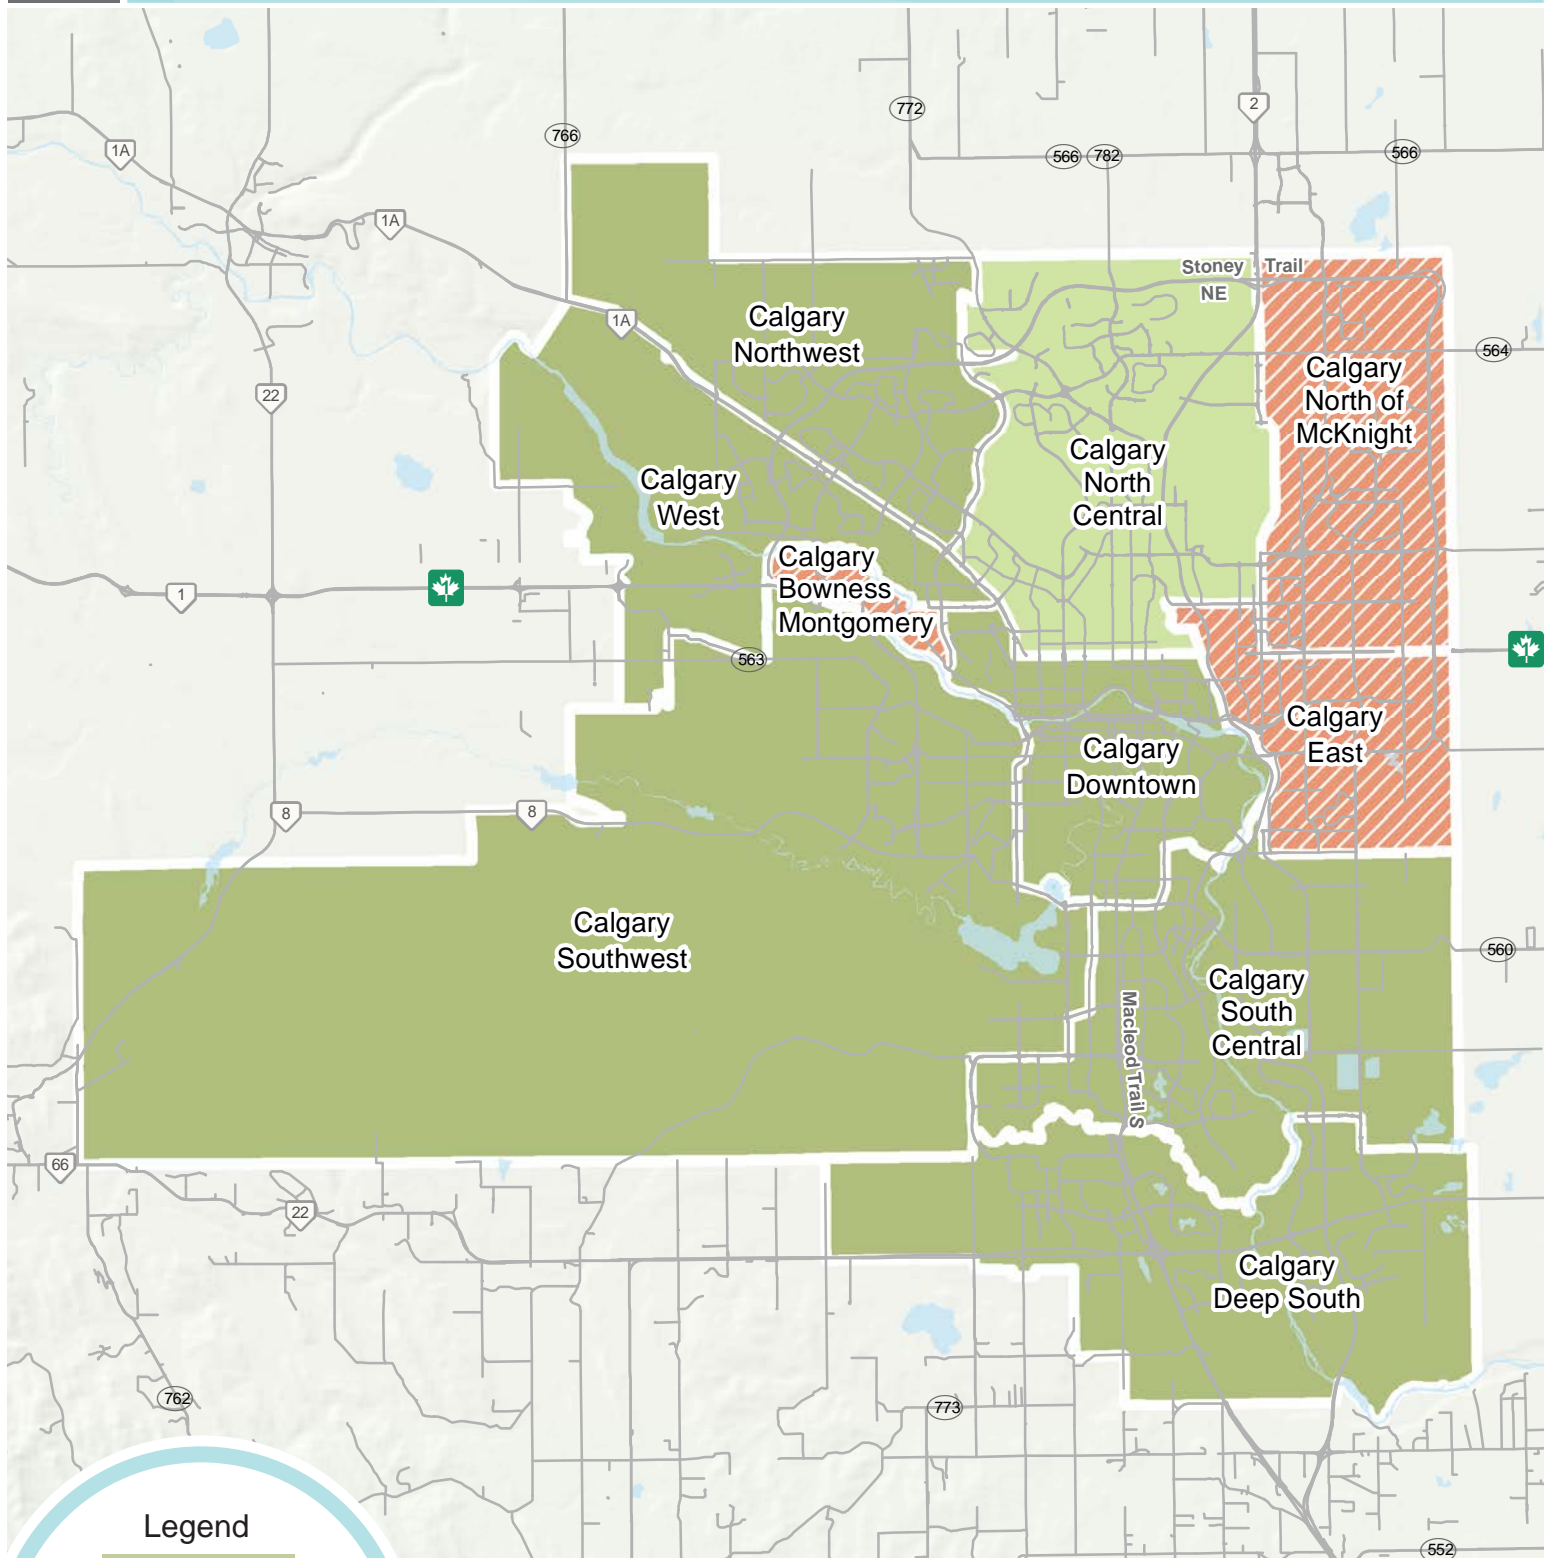 772
2
766
1A
566
782
566
1A
Stoney Trail
NE
1A
Calgary
Northwest
564
Calgary
North of
McKnight
22
Calgary
North
Central
Calgary
West
Calgary
Bowness
Montgomery
1
563
Calgary
East
Calgary
Downtown
8
8
Calgary
Southwest
560
Calgary
South
Central
Macleod Trail S
66
22
Calgary
Deep South
762
773
Legend
552